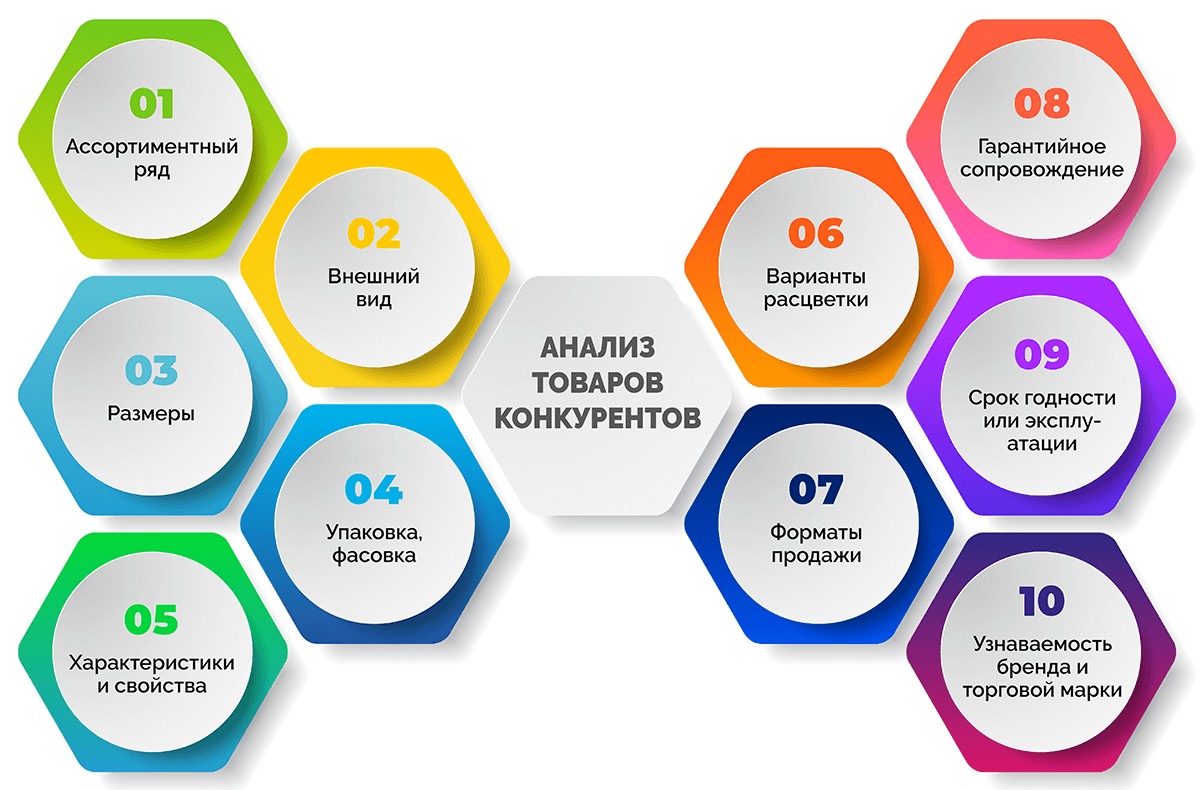 01
Ассортиментный
ряд
02
Внешний
вид
03
Размеры
04
Упаковка,
фасовка
05
Характеристики
и свойства
АНАЛИЗ
ТОВАРОВ
КОНКУРЕНТОВ
06
Варианты
расцветки
07
Форматы
продажи
08
Гарантийное
сопровождение
09
Срок годности
или эксплу-
атации
10
Узнаваемость
бренда и
торговой марки